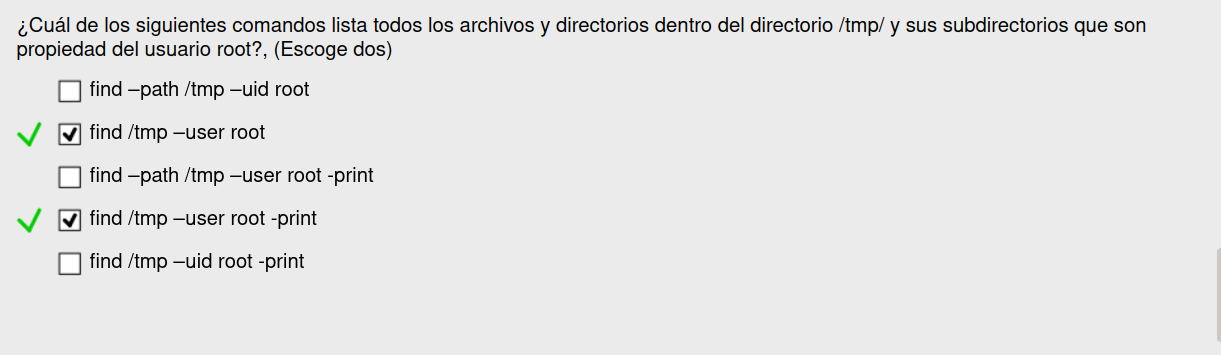 ¿Cuál de los siguientes comandos lista todos los archivos y directorios dentro del directorio /tmp/ y sus subdirectorios que son
propiedad del usuario root?, (Escoge dos)
find –path /tmp –uid root
find /tmp –user root
find –path /tmp –user root -print
find /tmp –user root -print
find /tmp –uid root -print